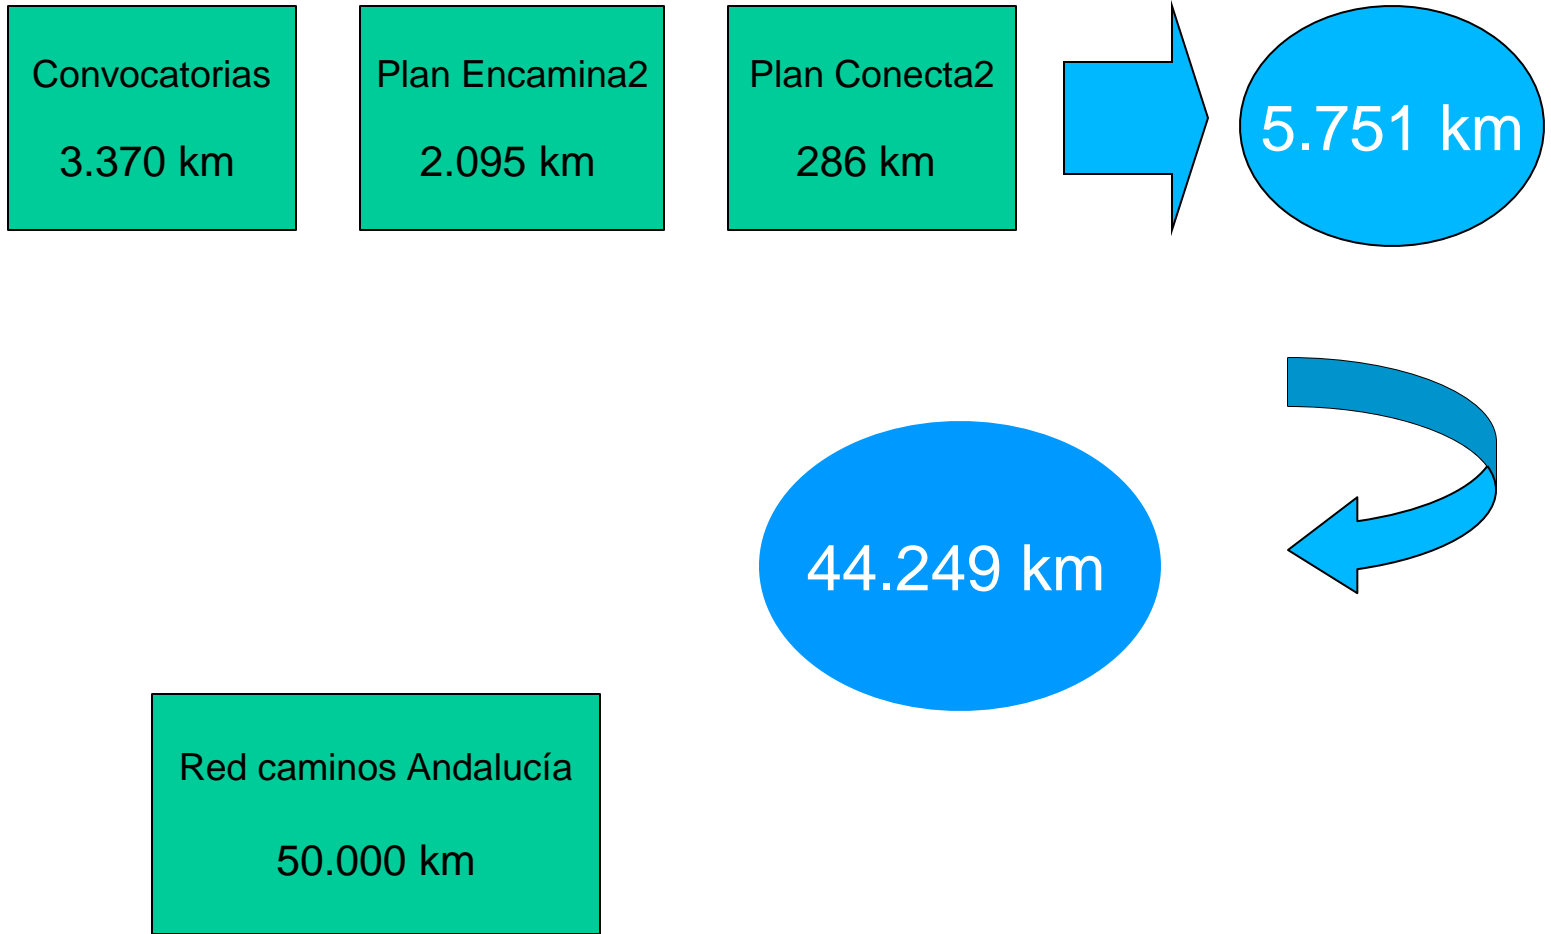 Convocatorias
3.370 km
Plan Encamina2
2.095 km
Plan Conecta2
286 km
5.751 km
44.249 km
Red caminos Andalucía
50.000 km